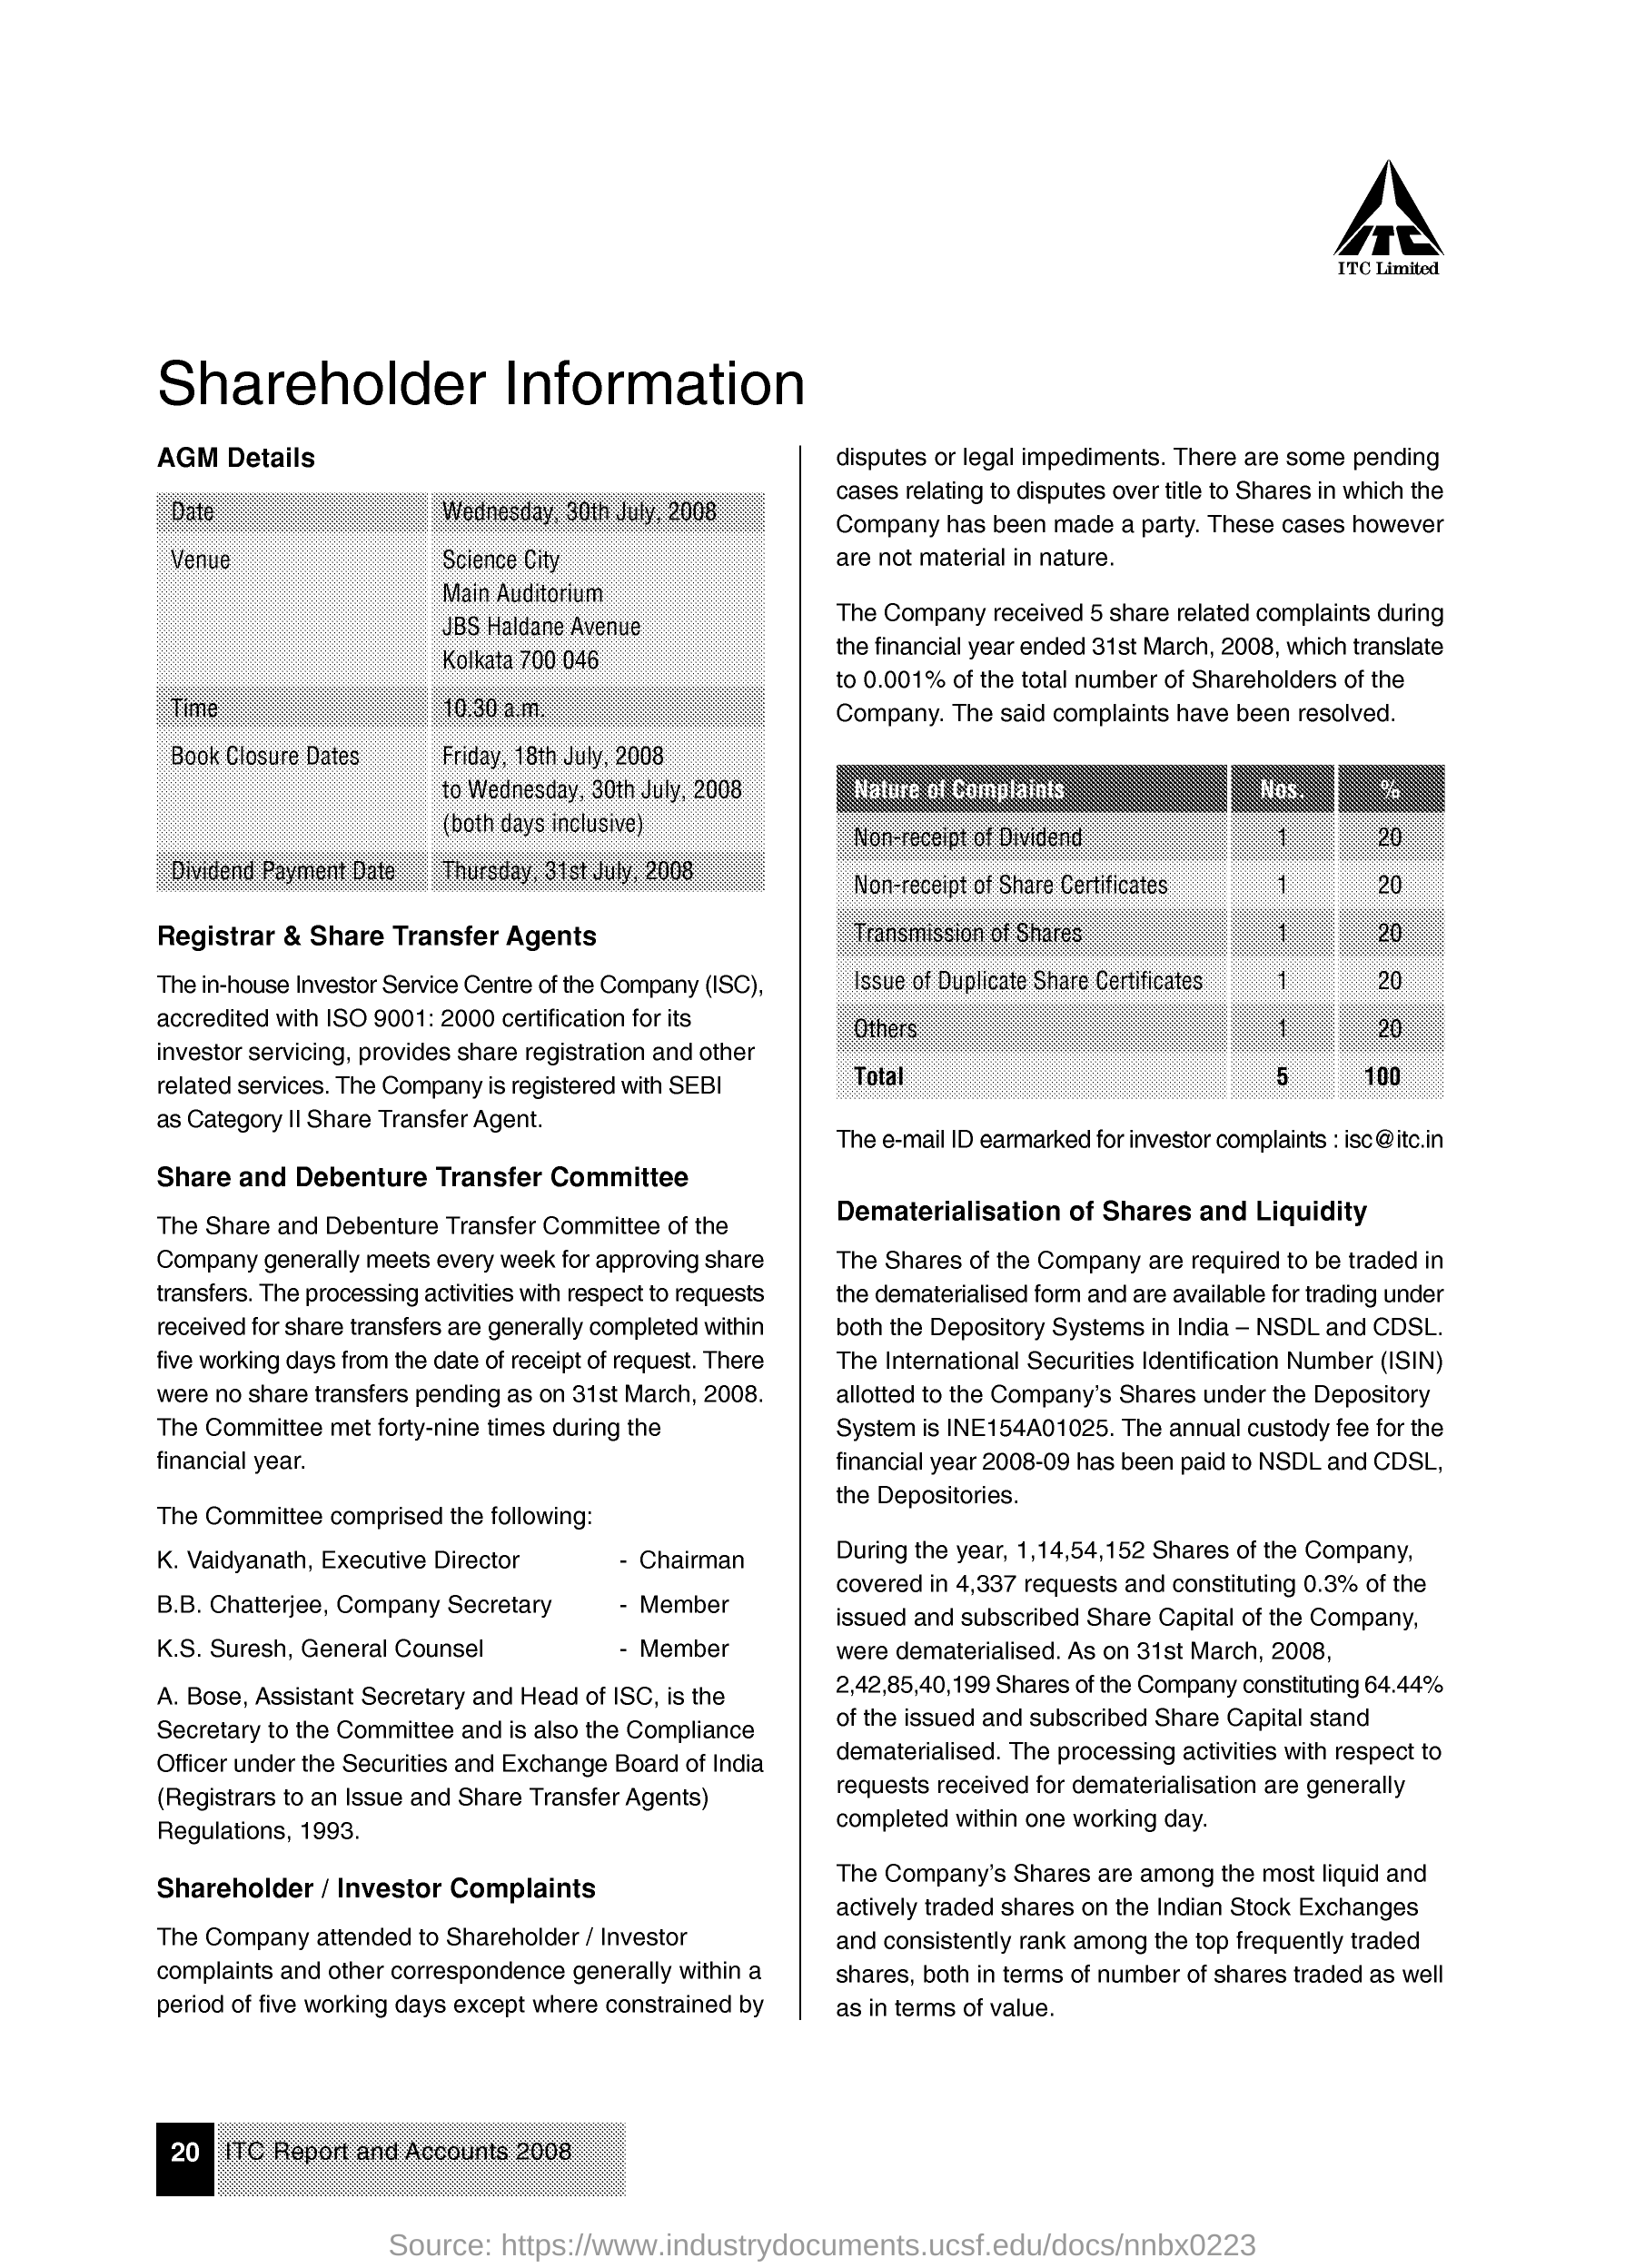 ITC
ITC Limited
Shareholder Information
AGM Details
Date Wednesday, 30th July, 2008
Venue Science City
Main Auditorium
JBS Haldane Avenue
Kolkata 700 046
Time 10.30 a.m.
Book Closure Dates Friday, 18th July, 2008
to Wednesday, 30th July, 2008
(both days inclusive)
Dividend Payment Date Thursday, 31st July, 2008
Registrar & Share Transfer Agents
The in-house Investor Service Centre of the Company (ISC),
accredited with ISO 9001: 2000 certification for its
investor servicing, provides share registration and other
related services. The Company is registered with SEBI
as Category II Share Transfer Agent.
Share and Debenture Transfer Committee
The Share and Debenture Transfer Committee of the
Company generally meets every week for approving share
transfers. The processing activities with respect to requests
received for share transfers are generally completed within
five working days from the date of receipt of request. There
were no share transfers pending as on 31st March, 2008.
The Committee met forty-nine times during the
financial year.
The Committee comprised the following:
K. Vaidyanath, Executive Director - Chairman
B.B. Chatterjee, Company Secretary - Member
K.S. Suresh, General Counsel - Member
A. Bose, Assistant Secretary and Head of ISC, is the
Secretary to the Committee and is also the Compliance
Officer under the Securities and Exchange Board of India
(Registrars to an Issue and Share Transfer Agents)
Regulations, 1993.
Shareholder / Investor Complaints
The Company attended to Shareholder / Investor
complaints and other correspondence generally within a
period of five working days except where constrained by
disputes or legal impediments. There are some pending
cases relating to disputes over title to Shares in which the
Company has been made a party. These cases however
are not material in nature.
The Company received 5 share related complaints during
the financial year ended 31st March, 2008, which translate
to 0.001% of the total number of Shareholders of the
Company. The said complaints have been resolved.
Nature of Complaints Nos. %
Non-receipt of Dividend 1 20
Non-receipt of Share Certificates 1 20
Transmission of Shares 1 20
Issue of Duplicate Share Certificates 1 20
Others 1 20
Total 5 100
The e-mail ID earmarked for investor complaints : isc@itc.in
Dematerialisation of Shares and Liquidity
The Shares of the Company are required to be traded in
the dematerialised form and are available for trading under
both the Depository Systems in India – NSDL and CDSL.
The International Securities Identification Number (ISIN)
allotted to the Company's Shares under the Depository
System is INE154A01025. The annual custody fee for the
financial year 2008-09 has been paid to NSDL and CDSL,
the Depositories.
During the year, 1,14,54,152 Shares of the Company,
covered in 4,337 requests and constituting 0.3% of the
issued and subscribed Share Capital of the Company,
were dematerialised. As on 31st March, 2008,
2,42,85,40,199 Shares of the Company constituting 64.44%
of the issued and subscribed Share Capital stand
dematerialised. The processing activities with respect to
requests received for dematerialisation are generally
completed within one working day.
The Company's Shares are among the most liquid and
actively traded shares on the Indian Stock Exchanges
and consistently rank among the top frequently traded
shares, both in terms of number of shares traded as well
as in terms of value.
20 ITC Report and Accounts 2008
Source: https://www.industrydocuments.ucsf.edu/docs/nnbx0223